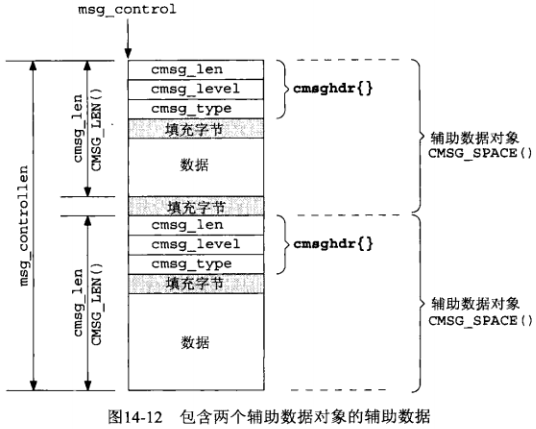 msg_control
cmsg_len
cmsg_level
cmsg_type
cmsghdr{}
填充字节
数据
填充字节
cmsg_len
CMSG_LEN()
辅助数据对象
CMSG_SPACE()
msg_controllen
cmsg_len
cmsg_level
cmsg_type
cmsghdr{}
填充字节
数据
cmsg_len
CMSG_LEN()
辅助数据对象
CMSG_SPACE()
图14-12 包含两个辅助数据对象的辅助数据